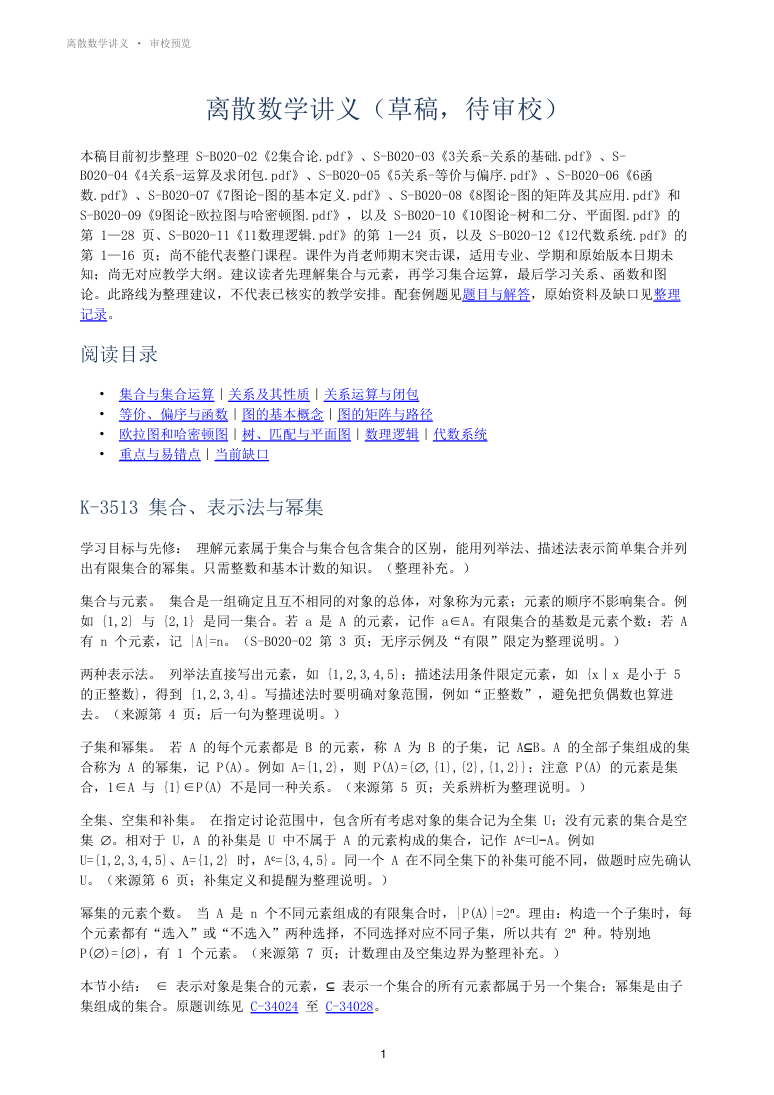 离散数学讲义 · 审校预览
离散数学讲义（草稿，待审校）
本稿目前初步整理 S-B020-02《2集合论.pdf》、S-B020-03《3关系-关系的基础.pdf》、S-
B020-04《4关系-运算及求闭包.pdf》、S-B020-05《5关系-等价与偏序.pdf》、S-B020-06《6函
数.pdf》、S-B020-07《7图论-图的基本定义.pdf》、S-B020-08《8图论-图的矩阵及其应用.pdf》和
S-B020-09《9图论-欧拉图与哈密顿图.pdf》，以及 S-B020-10《10图论-树和二分、平面图.pdf》的
第 1—28 页、S-B020-11《11数理逻辑.pdf》的第 1—24 页，以及 S-B020-12《12代数系统.pdf》的
第 1—16 页；尚不能代表整门课程。课件为肖老师期末突击课，适用专业、学期和原始版本日期未
知；尚无对应教学大纲。建议读者先理解集合与元素，再学习集合运算，最后学习关系、函数和图
论。此路线为整理建议，不代表已核实的教学安排。配套例题见题目与解答，原始资料及缺口见整理
记录。
阅读目录
• 集合与集合运算｜关系及其性质｜关系运算与闭包
• 等价、偏序与函数｜图的基本概念｜图的矩阵与路径
• 欧拉图和哈密顿图｜树、匹配与平面图｜数理逻辑｜代数系统
• 重点与易错点｜当前缺口
K-3513 集合、表示法与幂集
学习目标与先修： 理解元素属于集合与集合包含集合的区别，能用列举法、描述法表示简单集合并列
出有限集合的幂集。只需整数和基本计数的知识。（整理补充。）
集合与元素。 集合是一组确定且互不相同的对象的总体，对象称为元素；元素的顺序不影响集合。例
如 {1,2} 与 {2,1} 是同一集合。若 a 是 A 的元素，记作 a∈A。有限集合的基数是元素个数：若 A
有 n 个元素，记 |A|=n。（S-B020-02 第 3 页；无序示例及“有限”限定为整理说明。）
两种表示法。 列举法直接写出元素，如 {1,2,3,4,5}；描述法用条件限定元素，如 {x｜x 是小于 5
的正整数}，得到 {1,2,3,4}。写描述法时要明确对象范围，例如“正整数”，避免把负偶数也算进
去。（来源第 4 页；后一句为整理说明。）
子集和幂集。 若 A 的每个元素都是 B 的元素，称 A 为 B 的子集，记 A⊆B。A 的全部子集组成的集
合称为 A 的幂集，记 P(A)。例如 A={1,2}，则 P(A)={∅,{1},{2},{1,2}}；注意 P(A) 的元素是集
合，1∈A 与 {1}∈P(A) 不是同一种关系。（来源第 5 页；关系辨析为整理说明。）
全集、空集和补集。 在指定讨论范围中，包含所有考虑对象的集合记为全集 U；没有元素的集合是空
集 ∅。相对于 U，A 的补集是 U 中不属于 A 的元素构成的集合，记作 Aᶜ=U−A。例如
U={1,2,3,4,5}、A={1,2} 时，Aᶜ={3,4,5}。同一个 A 在不同全集下的补集可能不同，做题时应先确认
U。（来源第 6 页；补集定义和提醒为整理说明。）
幂集的元素个数。 当 A 是 n 个不同元素组成的有限集合时，|P(A)|=2ⁿ。理由：构造一个子集时，每
个元素都有“选入”或“不选入”两种选择，不同选择对应不同子集，所以共有 2ⁿ 种。特别地
P(∅)={∅}，有 1 个元素。（来源第 7 页；计数理由及空集边界为整理补充。）
本节小结： ∈ 表示对象是集合的元素，⊆ 表示一个集合的所有元素都属于另一个集合；幂集是由子
集组成的集合。原题训练见 C-34024 至 C-34028。
1